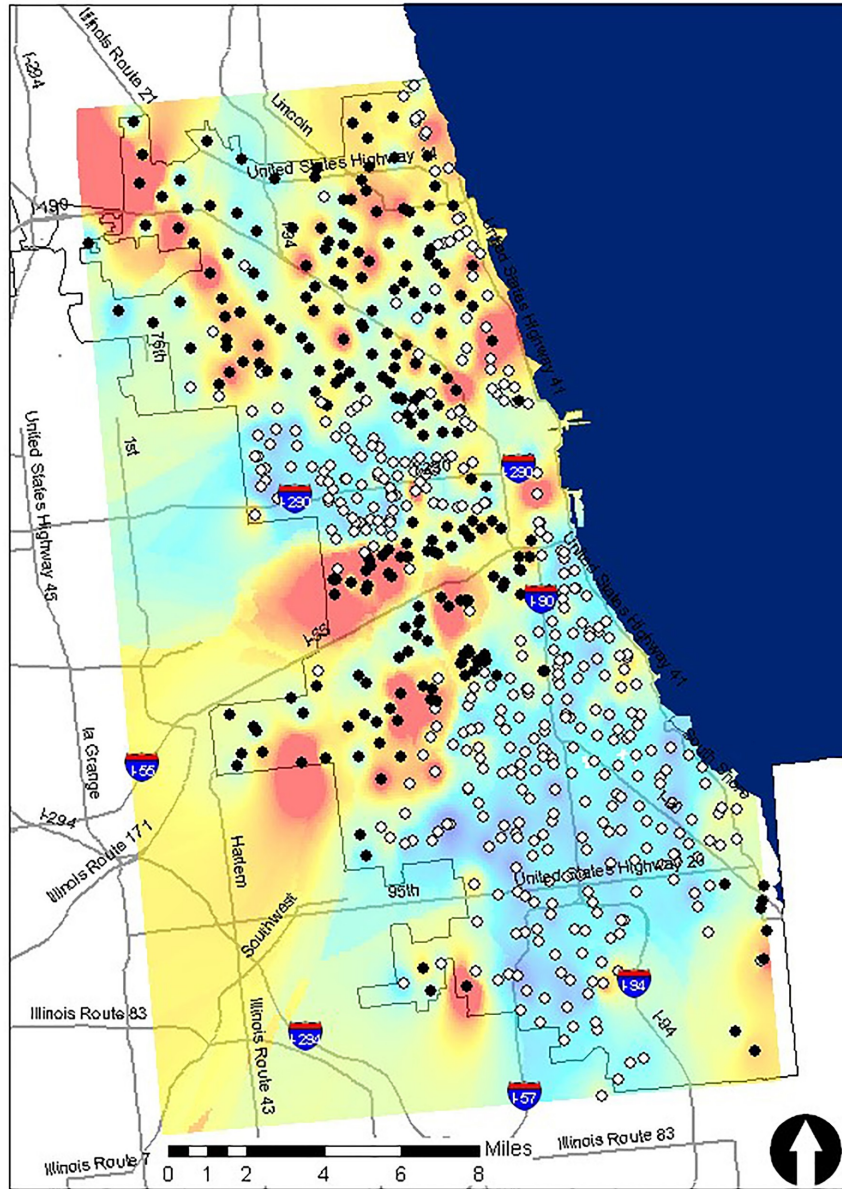 Illinois Route 21
I-294
Lincoln
United States Highway 14
I-190
I-94
United States Highway 41
76th
1st
United States Highway 45
I-290
I-290
I-290
United States Highway 41
I-90
I-55
la Grange
South Shore
I-90
I-55
I-294
Illinois Route 171
Harlem
United States Highway 20
95th
Southwest
I-94
Illinois Route 83
I-94
Illinois Route 43
I-294
I-57
Illinois Route 83
Miles
0 1 2 4 6 8
Illinois Route 7